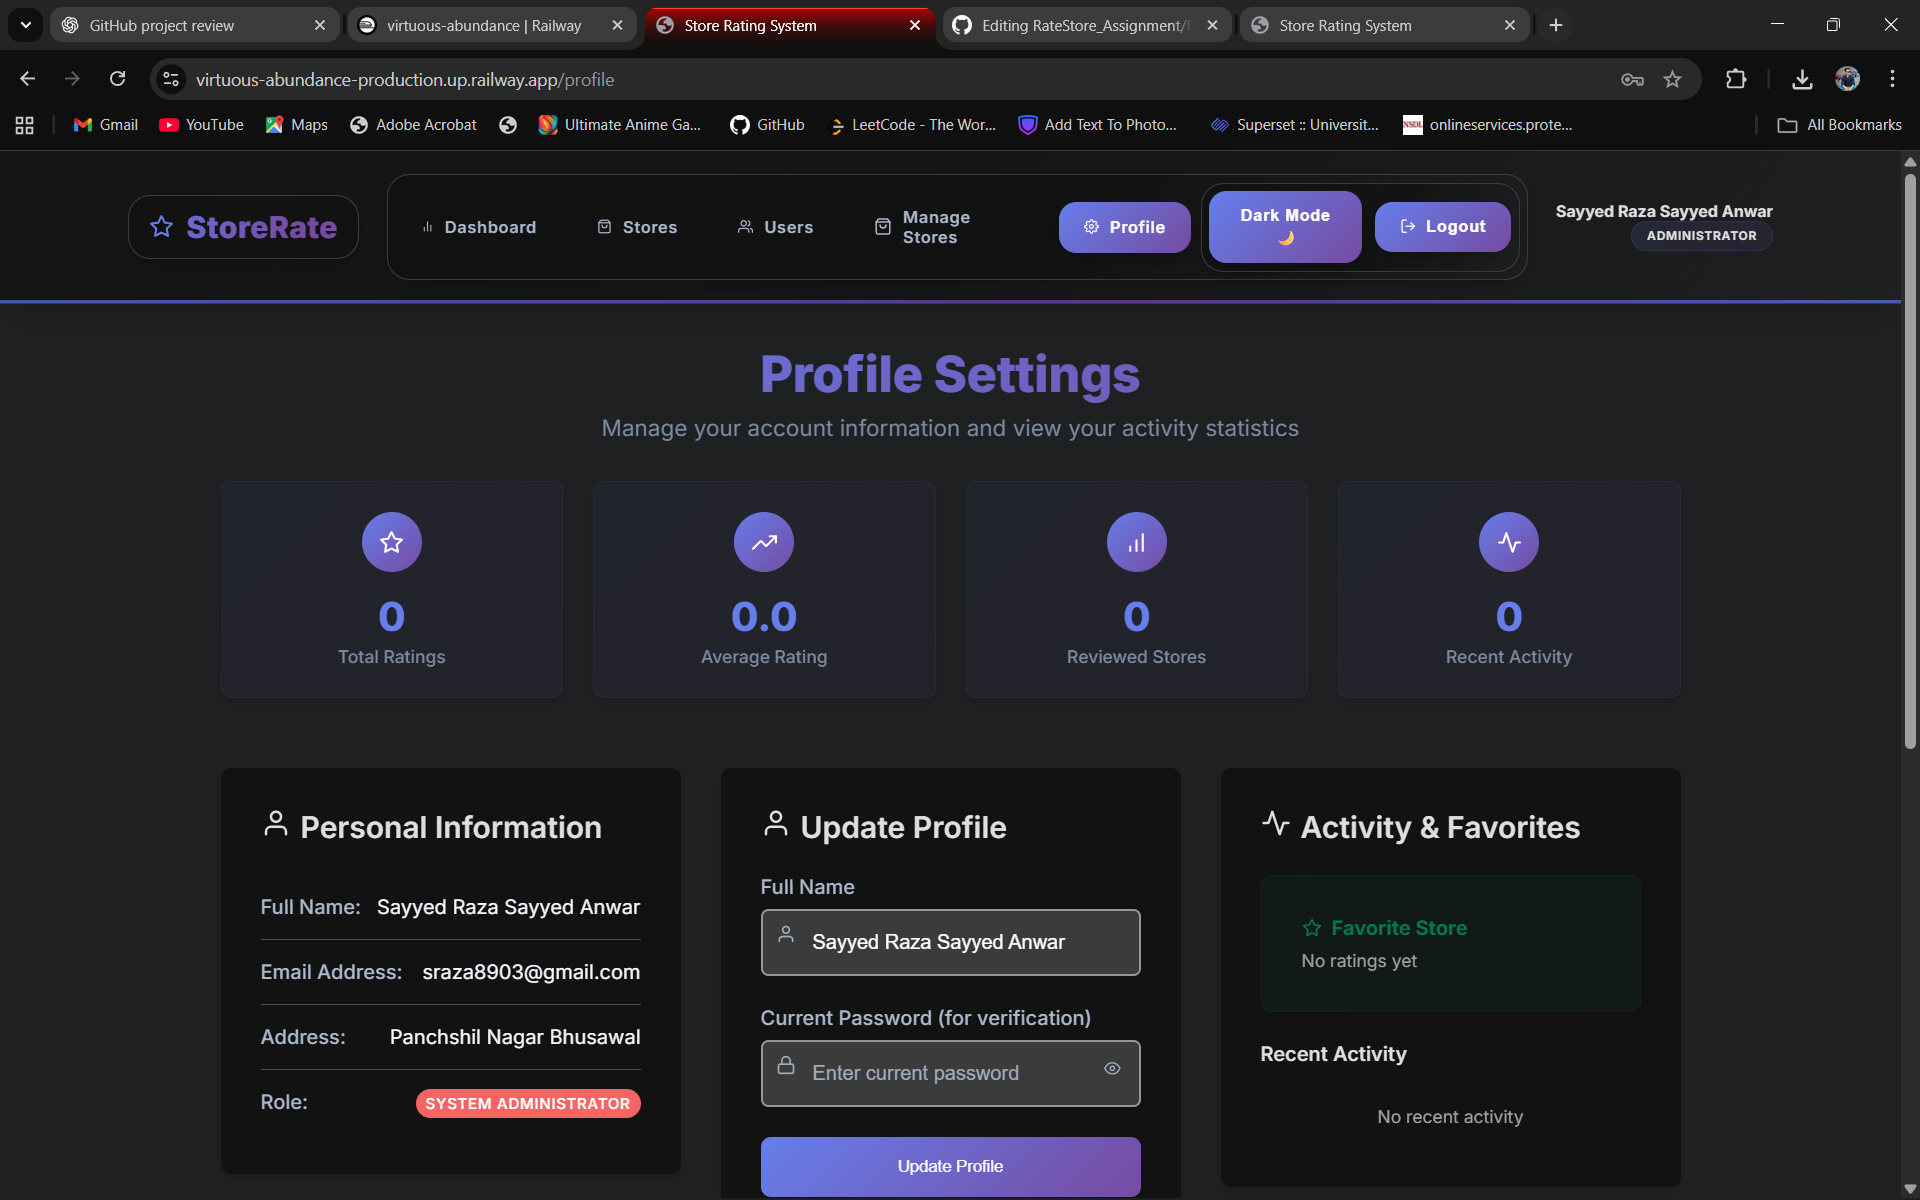 GitHub project review
virtuous-abundance | Railway
Store Rating System
Editing RateStore_Assignment/
Store Rating System
virtuous-abundance-production.up.railway.app/profile
Gmail
YouTube
Maps
Adobe Acrobat
Ultimate Anime Ga...
GitHub
LeetCode - The Wor...
Add Text To Photo...
Superset :: Universit...
NSDL
onlineservices.prote...
All Bookmarks
StoreRate
Dashboard
Stores
Users
Manage
Stores
Profile
Dark Mode
🌙
Logout
Sayyed Raza Sayyed Anwar
ADMINISTRATOR
Profile Settings
Manage your account information and view your activity statistics
0
Total Ratings
0.0
Average Rating
0
Reviewed Stores
0
Recent Activity
Personal Information
Full Name: Sayyed Raza Sayyed Anwar
Email Address: sraza8903@gmail.com
Address: Panchshil Nagar Bhusawal
Role: SYSTEM ADMINISTRATOR
Update Profile
Full Name
Sayyed Raza Sayyed Anwar
Current Password (for verification)
Enter current password
Update Profile
Activity & Favorites
Favorite Store
No ratings yet
Recent Activity
No recent activity